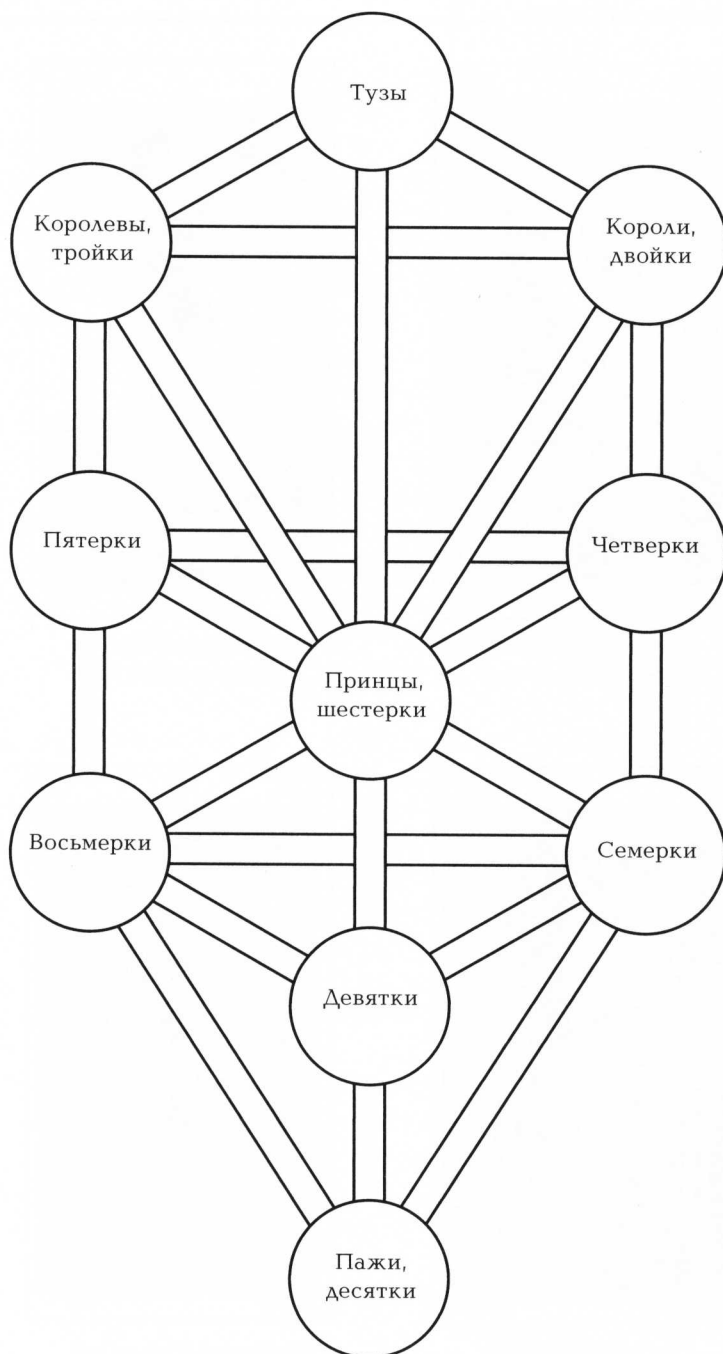 Тузы
Королевы,
тройки
Короли,
двойки
Пятерки
Четверки
Принцы,
шестерки
Восьмерки
Семерки
Девятки
Пажи,
десятки